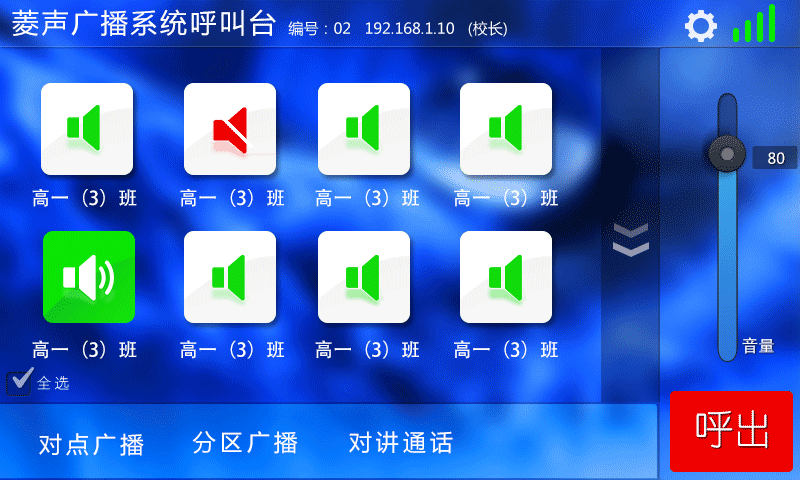 菱声广播系统呼叫台 编号：02 192.168.1.10 (校长)
高一（3）班 高一（3）班 高一（3）班 高一（3）班
80
高一（3）班 高一（3）班 高一（3）班 高一（3）班
音量
全选
对点广播 分区广播 对讲通话
呼出